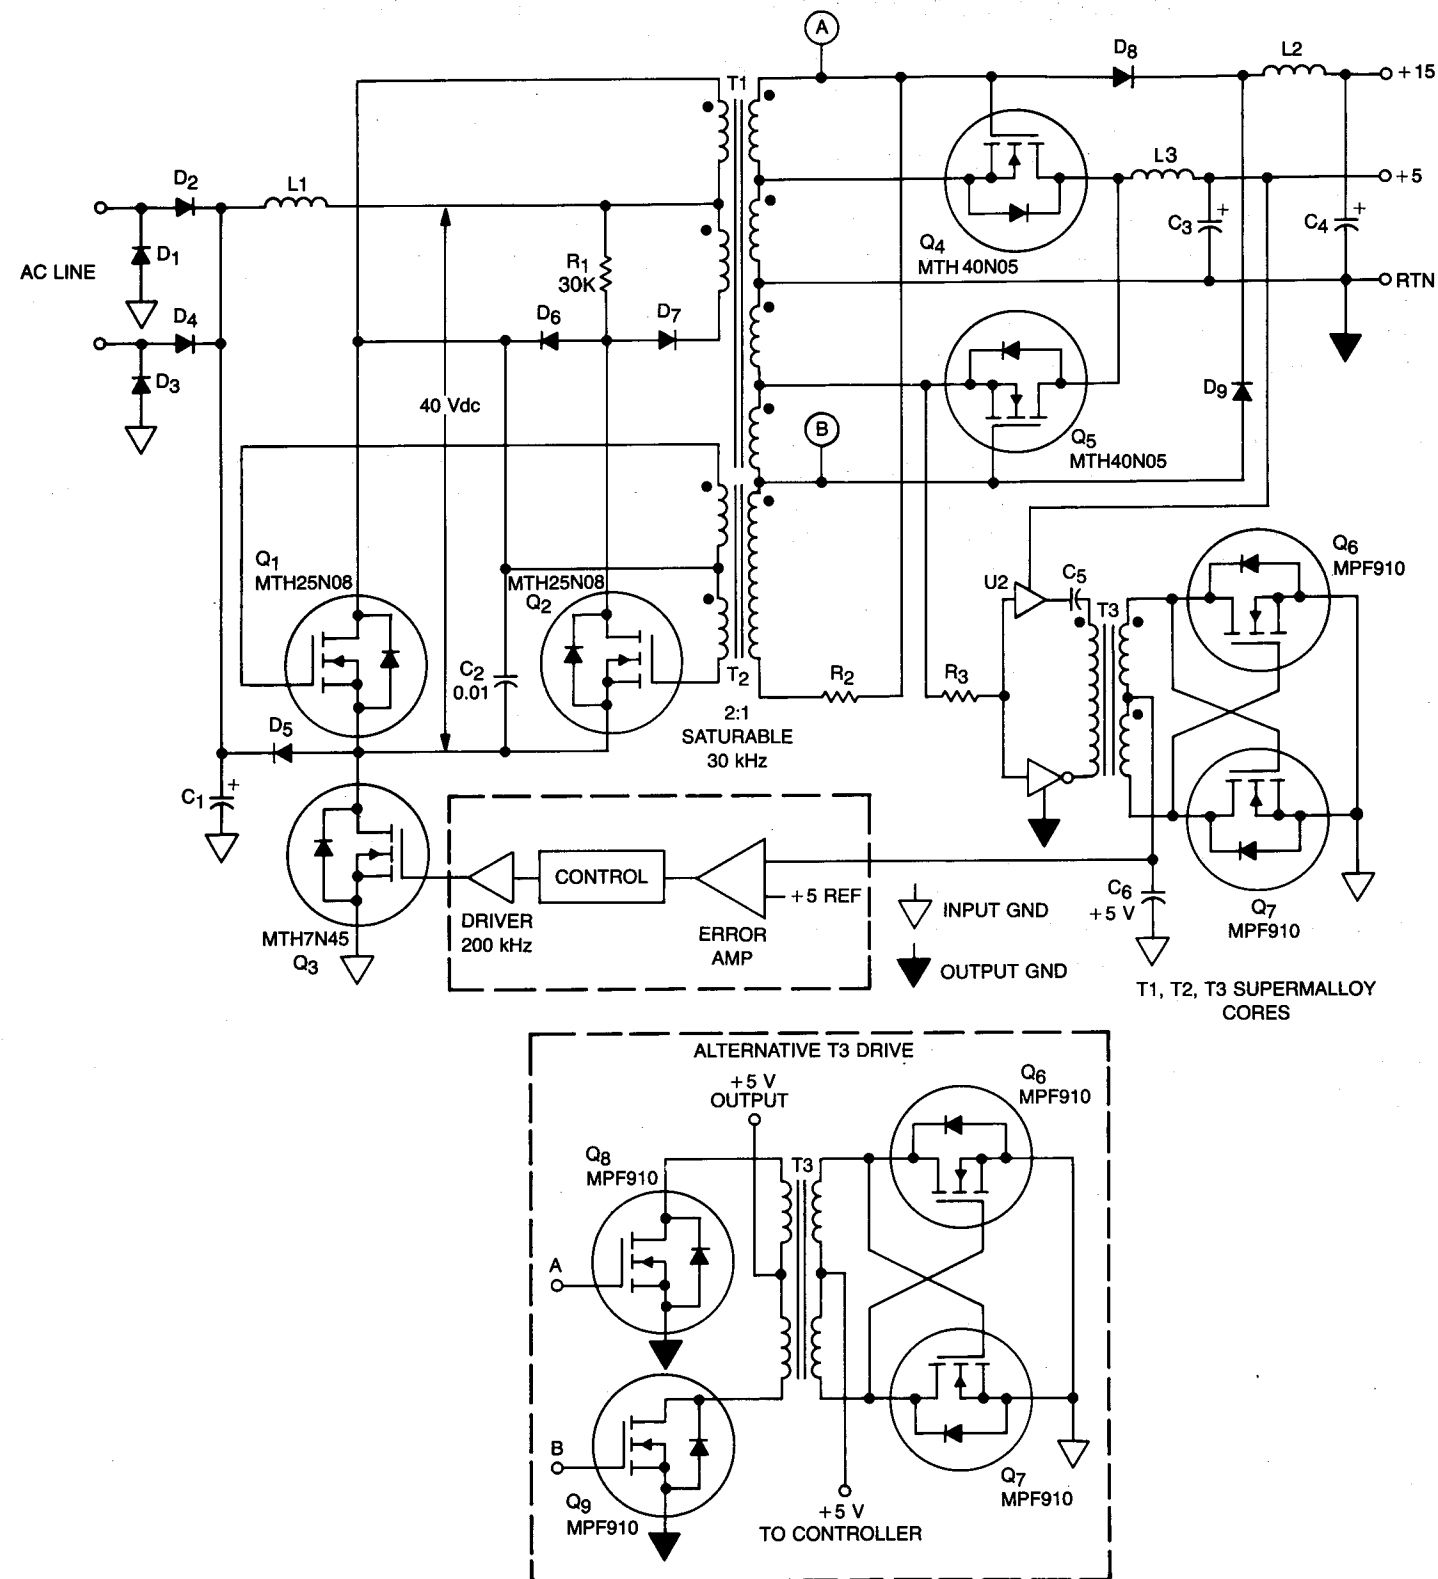 A
D8
L2
+15
T1
D2
L1
L3
+5
Q4
MTH 40N05
C3
+
C4
+
D1
AC LINE
R1
30K
RTN
D4
D6
D7
D3
40 Vdc
D9
B
Q5
MTH40N05
Q1
MTH25N08
MTH25N08
Q2
U2
C5
T3
Q6
MPF910
C2
0.01
T2
R2
R3
2:1
SATURABLE
30 kHz
D5
C1
+
CONTROL
+5 REF
DRIVER
200 kHz
ERROR
AMP
MTH7N45
Q3
INPUT GND
OUTPUT GND
C6
+5 V
Q7
MPF910
T1, T2, T3 SUPERMALLOY
CORES
ALTERNATIVE T3 DRIVE
+5 V
OUTPUT
Q6
MPF910
Q8
MPF910
T3
A
B
Q9
MPF910
Q7
MPF910
+5 V
TO CONTROLLER